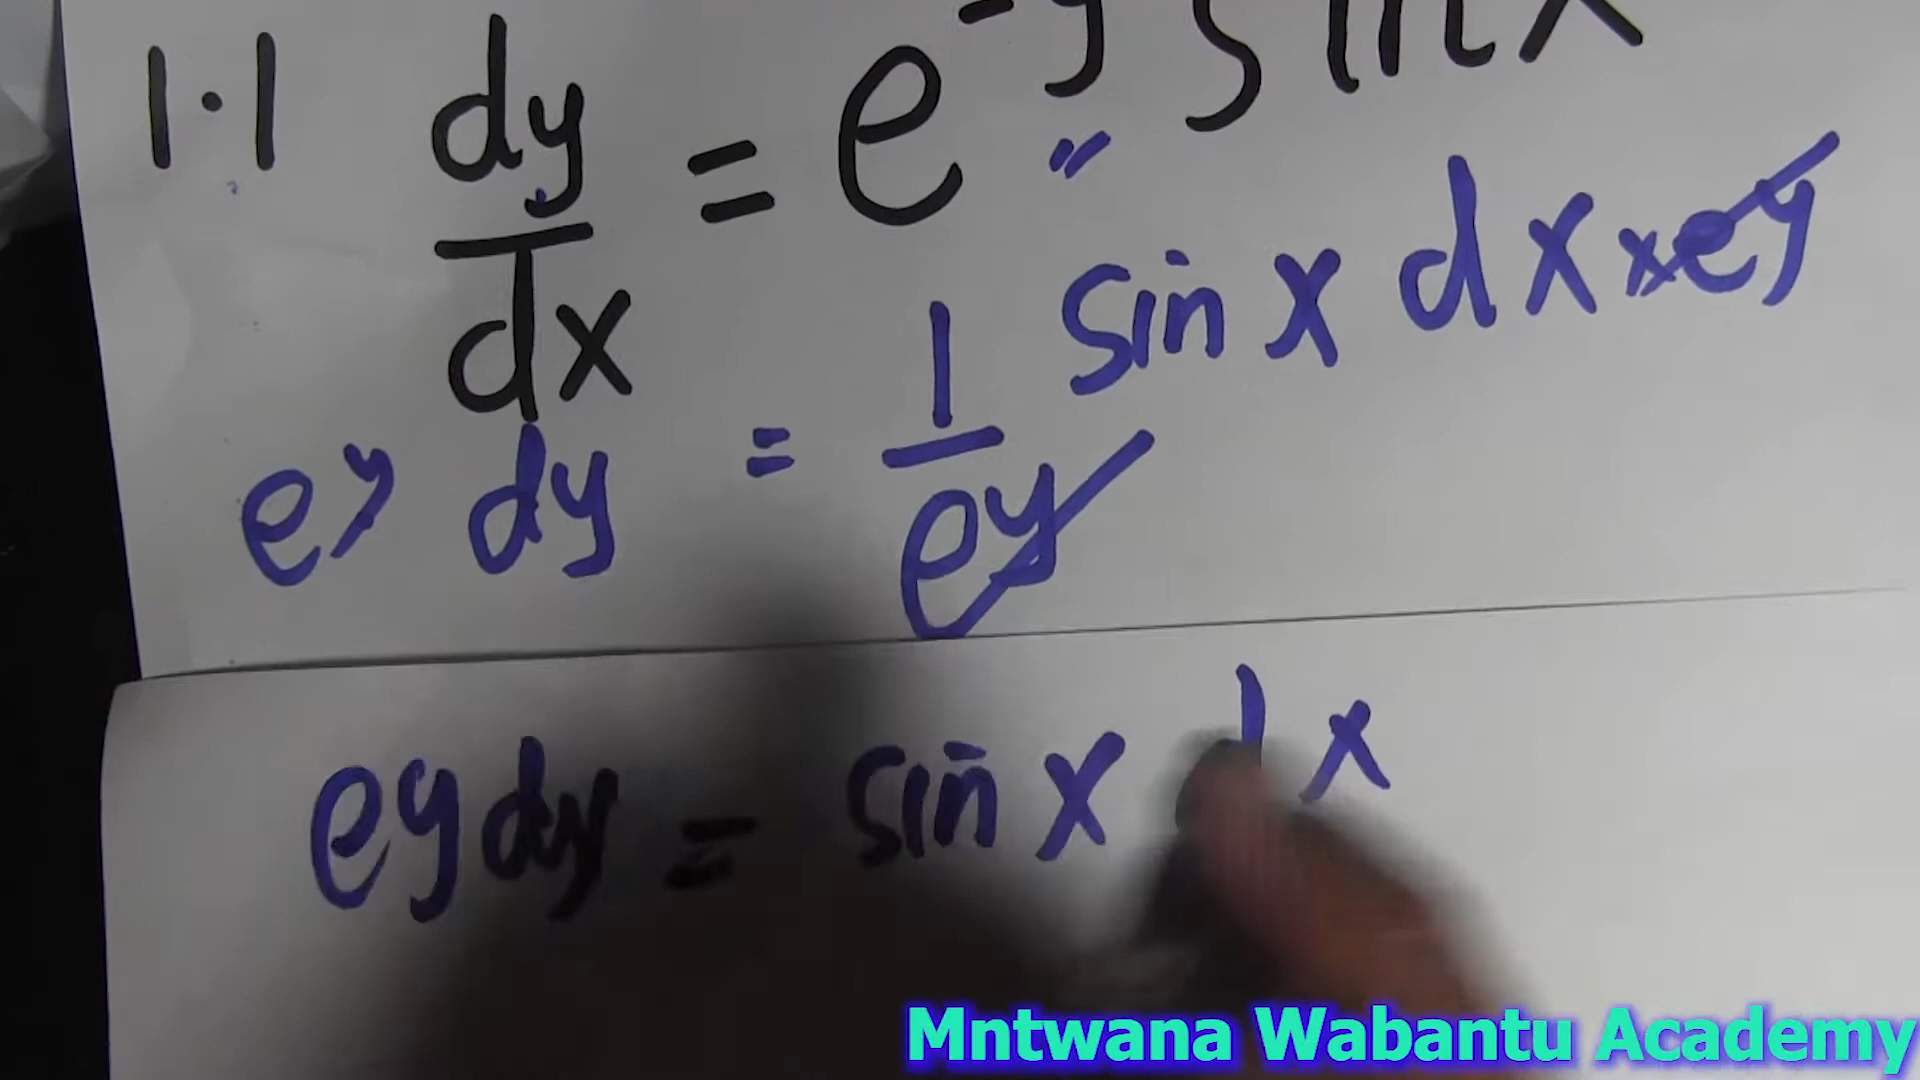 1.1 dy/dx = e^-y sin x
e^y dy = 1/e^y sin x dx x e^y
e^y dy = sin x dx
Mntwana Wabantu Academy